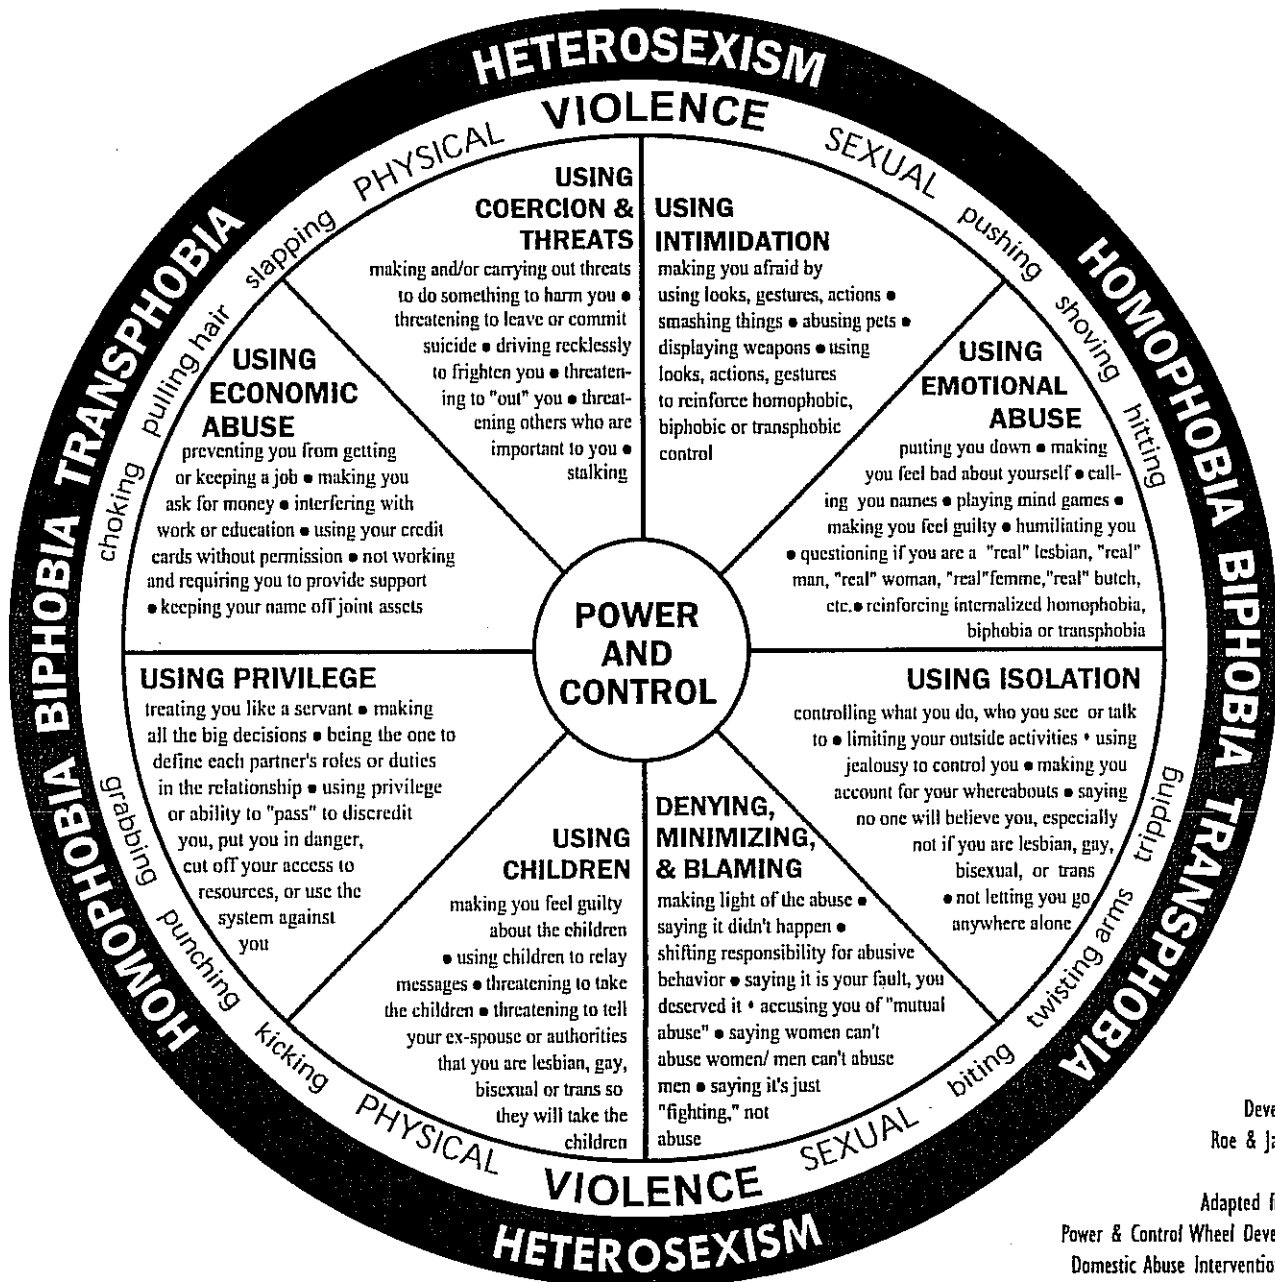 HETEROSEXISM
VIOLENCE
PHYSICAL
SEXUAL
slapping
pulling hair
choking
pushing
shoving
hitting
HOMOPHOBIA BIPHOBIA TRANSPHOBIA
HOMOPHOBIA BIPHOBIA TRANSPHOBIA
USING
COERCION &
THREATS
making and/or carrying out threats
to do something to harm you •
threatening to leave or commit
suicide • driving recklessly
to frighten you • threaten-
ing to "out" you • threat-
ening others who are
important to you •
stalking
USING
INTIMIDATION
making you afraid by
using looks, gestures, actions •
smashing things • abusing pets •
displaying weapons • using
looks, actions, gestures
to reinforce homophobic,
biphobic or transphobic
control
USING
ECONOMIC
ABUSE
preventing you from getting
or keeping a job • making you
ask for money • interfering with
work or education • using your credit
cards without permission • not working
and requiring you to provide support
• keeping your name off joint assets
USING
EMOTIONAL
ABUSE
putting you down • making
you feel bad about yourself • call-
ing you names • playing mind games •
making you feel guilty • humiliating you
• questioning if you are a "real" lesbian, "real"
man, "real" woman, "real"femme,"real" butch,
etc.• reinforcing internalized homophobia,
biphobia or transphobia
POWER
AND
CONTROL
USING PRIVILEGE
treating you like a servant • making
all the big decisions • being the one to
define each partner's roles or duties
in the relationship • using privilege
or ability to "pass" to discredit
you, put you in danger,
cut off your access to
resources, or use the
system against
you
USING ISOLATION
controlling what you do, who you see or talk
to • limiting your outside activities • using
jealousy to control you • making you
account for your whereabouts • saying
no one will believe you, especially
not if you are lesbian, gay,
bisexual, or trans
• not letting you go
anywhere alone
USING
CHILDREN
making you feel guilty
about the children
• using children to relay
messages • threatening to take
the children • threatening to tell
your ex-spouse or authorities
that you are lesbian, gay,
bisexual or trans so
they will take the
children
DENYING,
MINIMIZING,
& BLAMING
making light of the abuse •
saying it didn't happen •
shifting responsibility for abusive
behavior • saying it is your fault, you
deserved it • accusing you of "mutual
abuse" • saying women can't
abuse women/ men can't abuse
men • saying it's just
"fighting," not
abuse
grabbing
punching
kicking
tripping
twisting arms
biting
PHYSICAL
SEXUAL
VIOLENCE
HETEROSEXISM
Deve
Roe & Ja
Adapted f
Power & Control Wheel Deve
Domestic Abuse Interventio